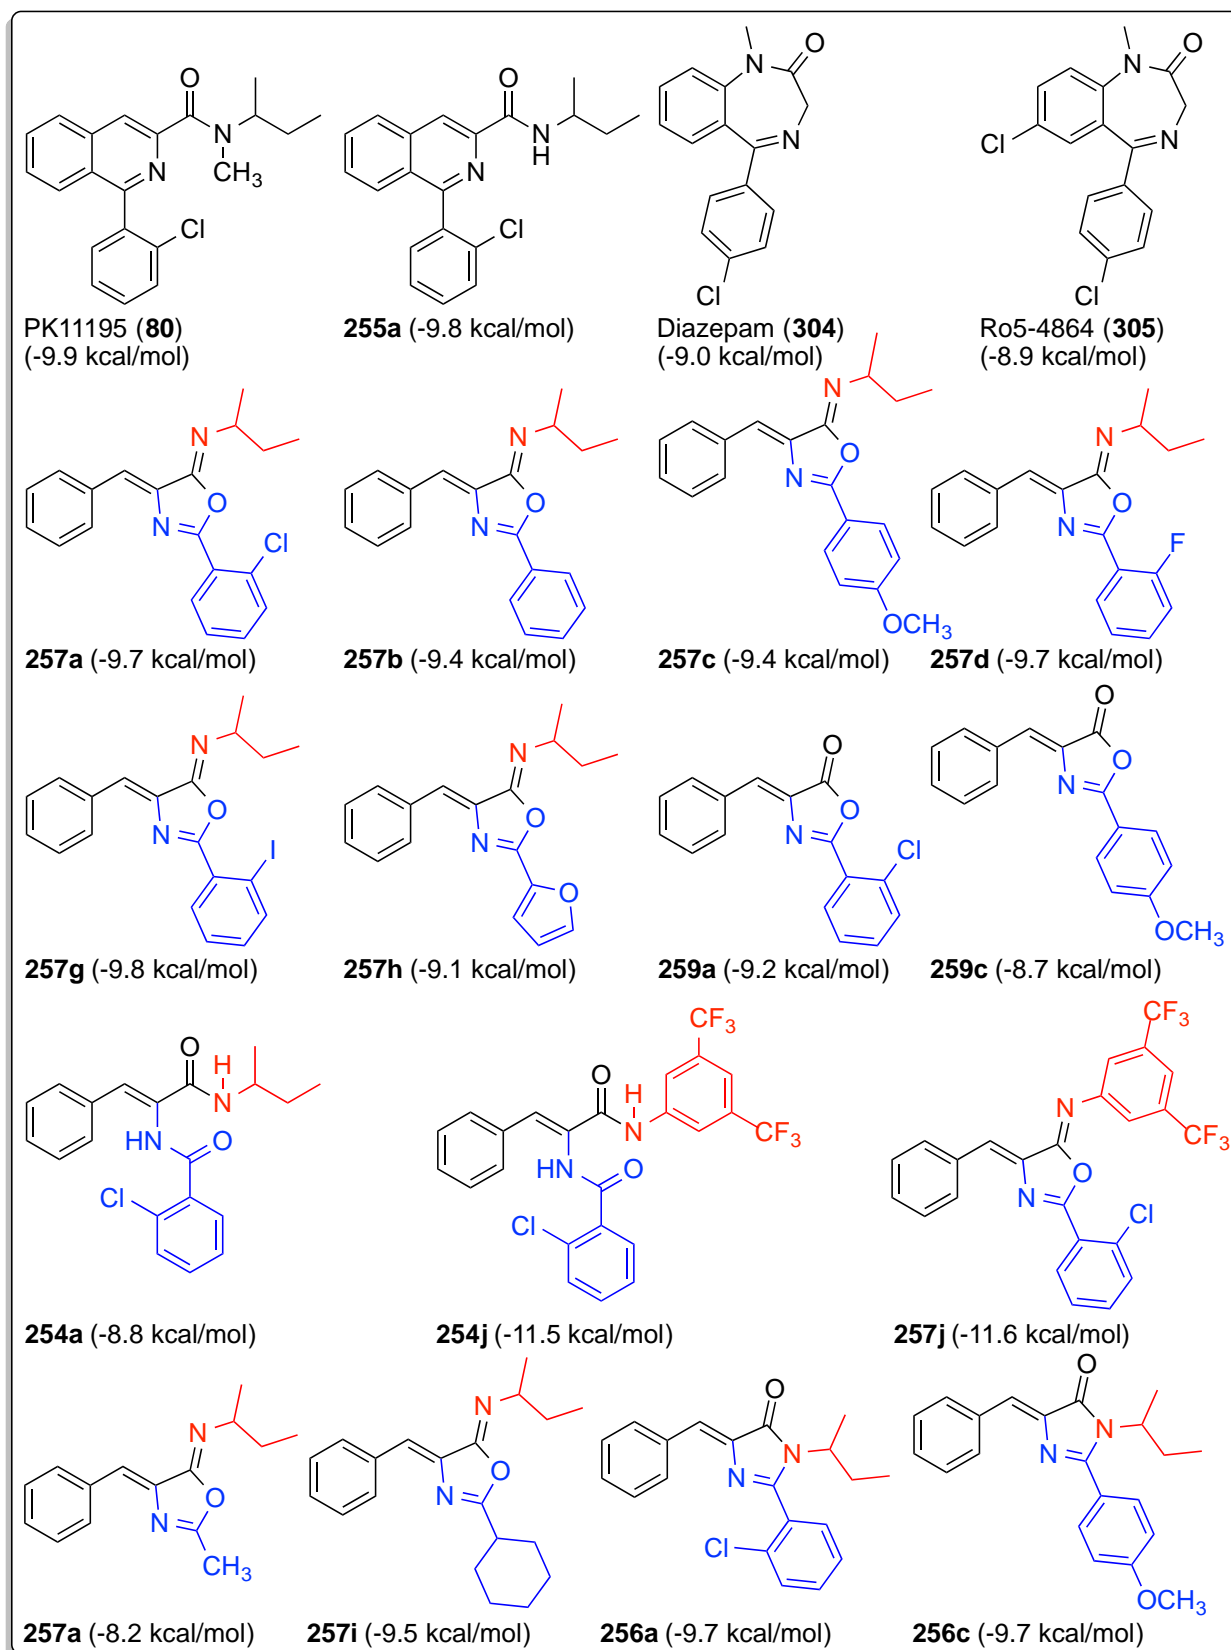 O
N
CH3
N
Cl
PK11195 (80)
(-9.9 kcal/mol)
O
N
H
N
Cl
255a (-9.8 kcal/mol)
N
O
N
Cl
Diazepam (304)
(-9.0 kcal/mol)
N
O
Cl
N
Cl
Ro5-4864 (305)
(-8.9 kcal/mol)
N
O
N
Cl
257a (-9.7 kcal/mol)
N
O
N
257b (-9.4 kcal/mol)
N
O
N
OCH3
257c (-9.4 kcal/mol)
N
O
N
F
257d (-9.7 kcal/mol)
N
O
N
I
257g (-9.8 kcal/mol)
N
O
N
O
257h (-9.1 kcal/mol)
O
O
N
Cl
259a (-9.2 kcal/mol)
O
O
N
OCH3
259c (-8.7 kcal/mol)
O
H
N
HN
O
Cl
254a (-8.8 kcal/mol)
CF3
O
H
N
CF3
HN
O
Cl
254j (-11.5 kcal/mol)
CF3
N
CF3
O
N
Cl
257j (-11.6 kcal/mol)
N
O
N
CH3
257a (-8.2 kcal/mol)
N
O
N
257i (-9.5 kcal/mol)
O
N
N
Cl
256a (-9.7 kcal/mol)
O
N
N
OCH3
256c (-9.7 kcal/mol)